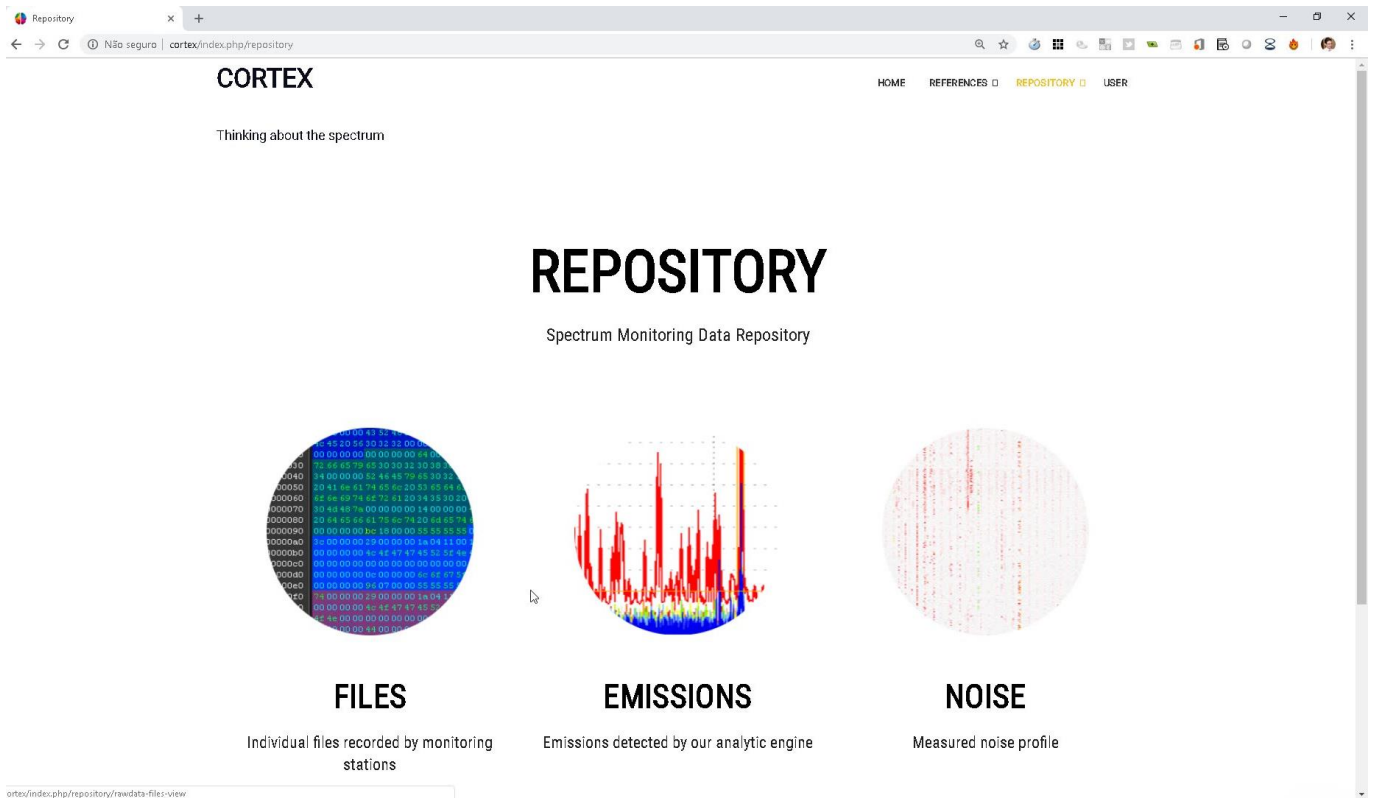 Repository
Não seguro | cortex/index.php/repository
CORTEX
HOME REFERENCES REPOSITORY USER
Thinking about the spectrum
REPOSITORY
Spectrum Monitoring Data Repository
FILES
Individual files recorded by monitoring
stations
EMISSIONS
Emissions detected by our analytic engine
NOISE
Measured noise profile
ortex/index.php/repository/rawdata-files-view